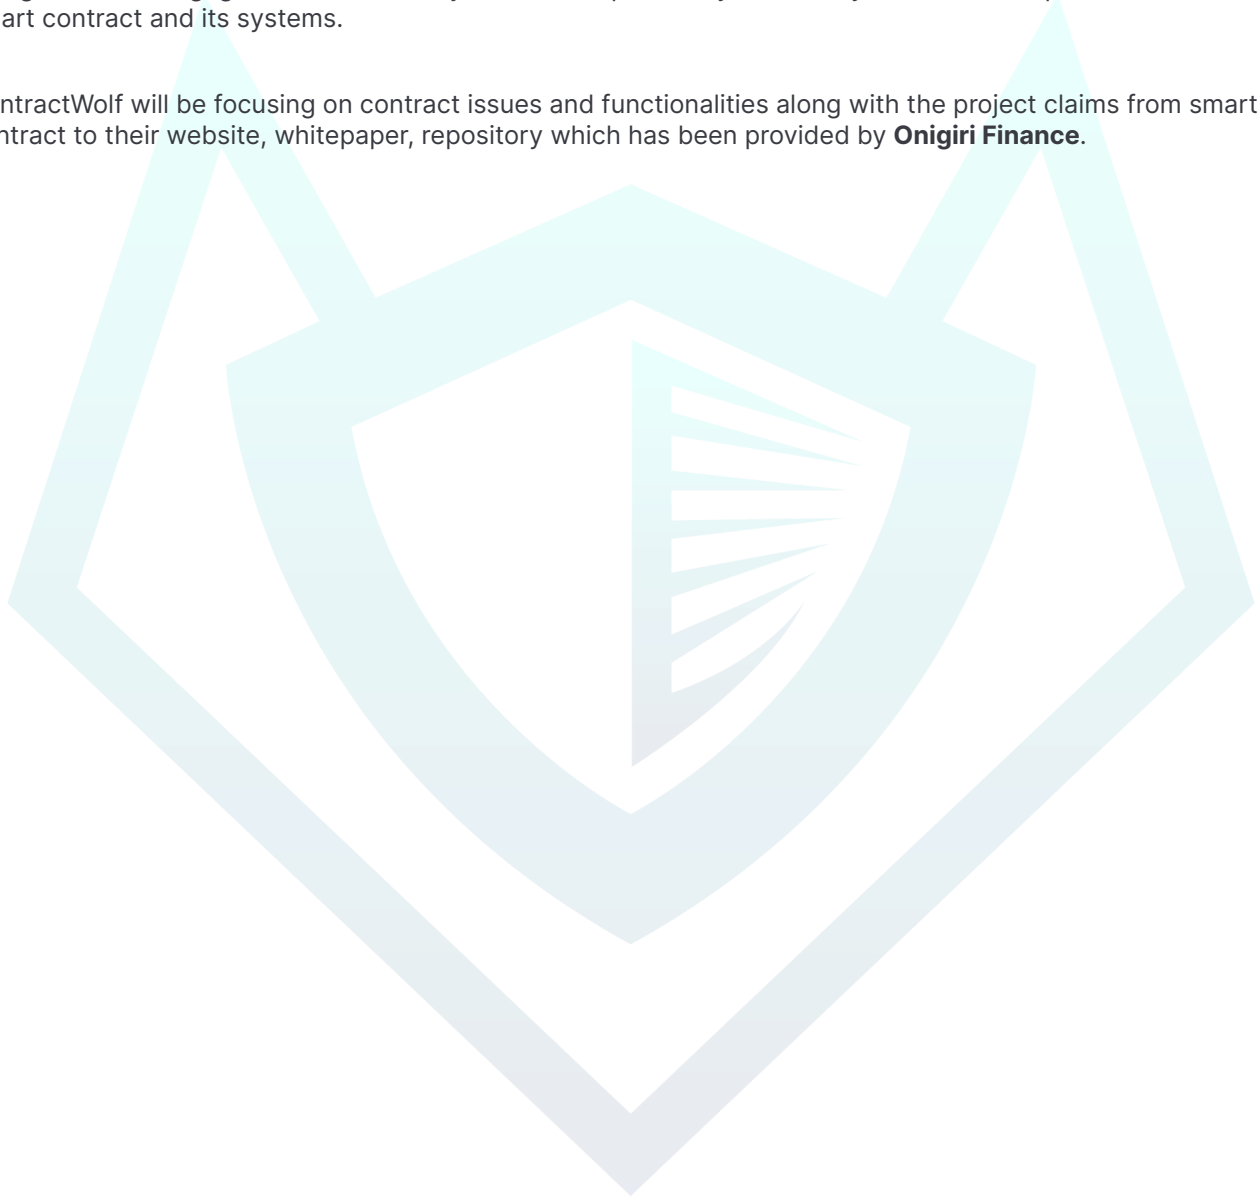 art contract and its systems.
ntractWolf will be focusing on contract issues and functionalities along with the project claims from smart
ntract to their website, whitepaper, repository which has been provided by Onigiri Finance.